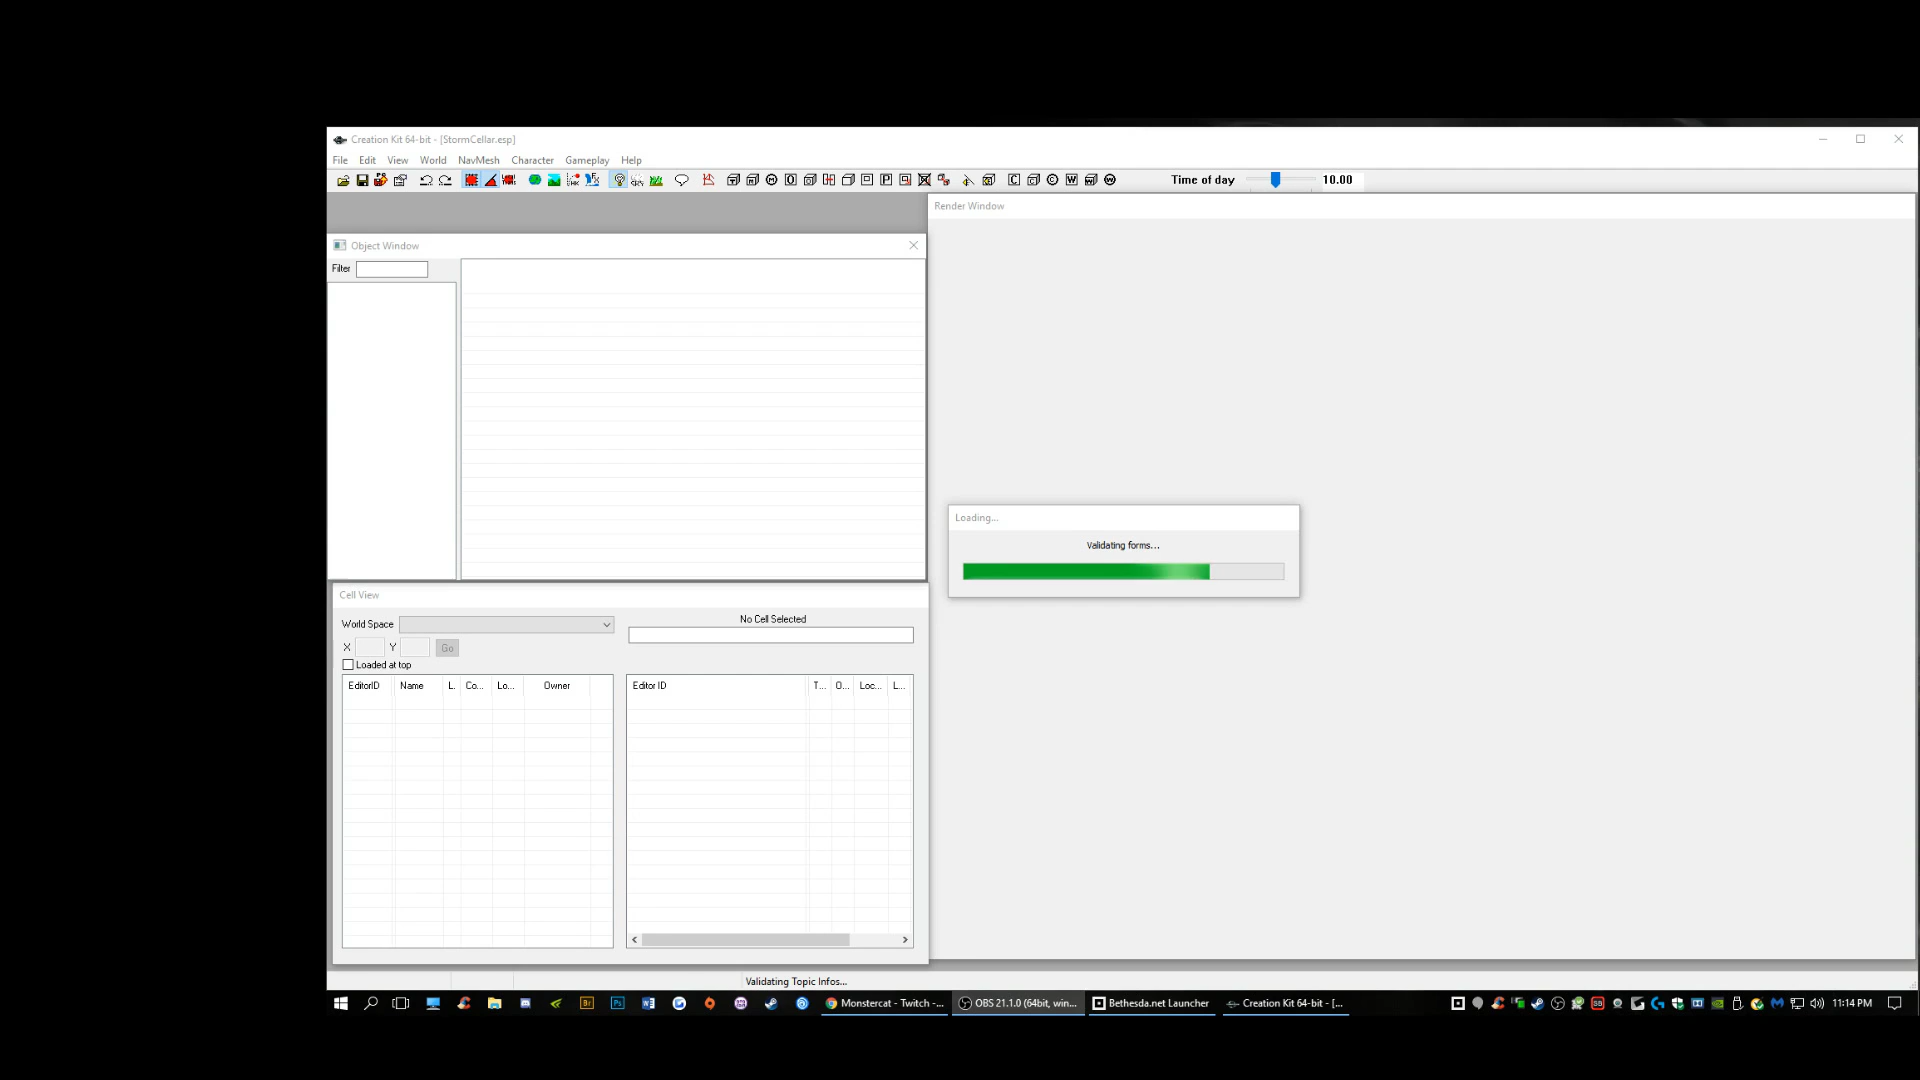 Creation Kit 64-bit - [StormCellar.esp]
File Edit View World NavMesh Character Gameplay Help
Time of day 10.00
Render Window
Object Window
Filter
Loading...
Validating forms...
Cell View
World Space
No Cell Selected
X Y Go
Loaded at top
EditorID Name L. Co... Lo... Owner
Editor ID T... O... Loc... L...
Validating Topic Infos...
Monstercat - Twitch -... OBS 21.1.0 (64bit, win... Bethesda.net Launcher Creation Kit 64-bit - [... 11:14 PM